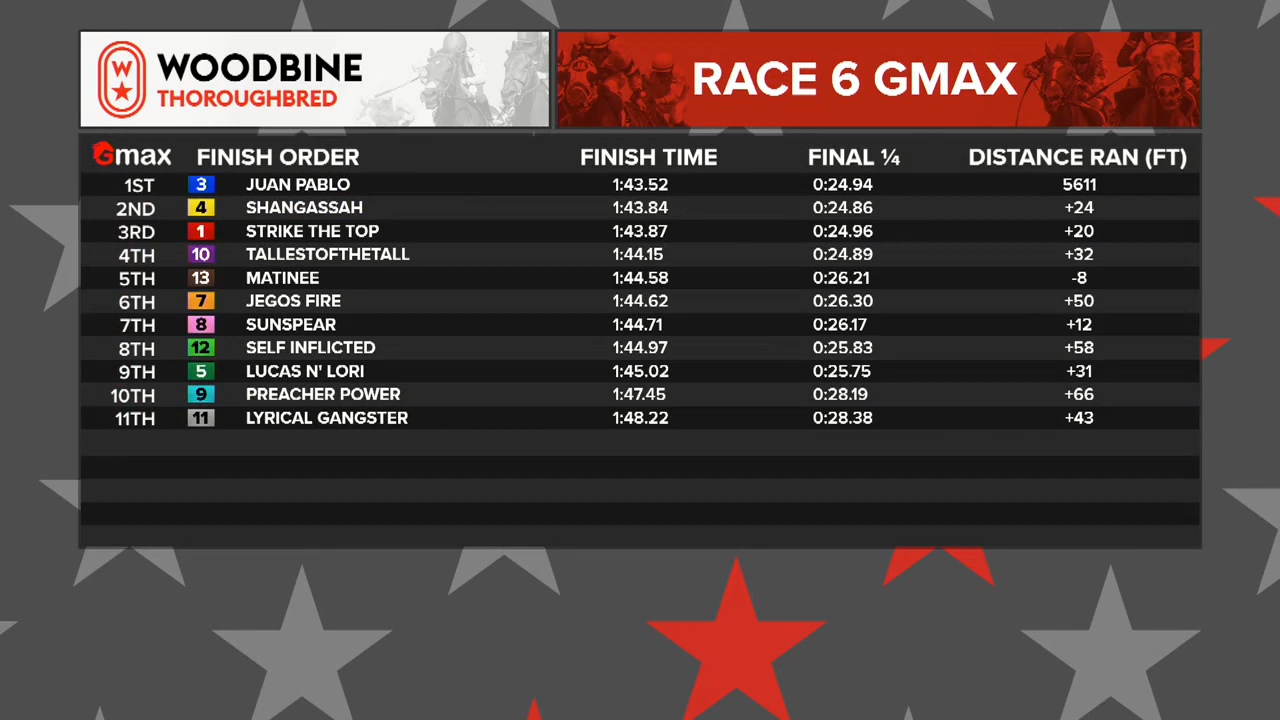 W
WOODBINE
THOROUGHBRED
RACE 6 GMAX
Gmax FINISH ORDER FINISH TIME FINAL ¼ DISTANCE RAN (FT)
1ST 3 JUAN PABLO 1:43.52 0:24.94 5611
2ND 4 SHANGASSAH 1:43.84 0:24.86 +24
3RD 1 STRIKE THE TOP 1:43.87 0:24.96 +20
4TH 10 TALLESTOFTHETALL 1:44.15 0:24.89 +32
5TH 13 MATINEE 1:44.58 0:26.21 -8
6TH 7 JEGOS FIRE 1:44.62 0:26.30 +50
7TH 8 SUNSPEAR 1:44.71 0:26.17 +12
8TH 12 SELF INFLICTED 1:44.97 0:25.83 +58
9TH 5 LUCAS N' LORI 1:45.02 0:25.75 +31
10TH 9 PREACHER POWER 1:47.45 0:28.19 +66
11TH 11 LYRICAL GANGSTER 1:48.22 0:28.38 +43